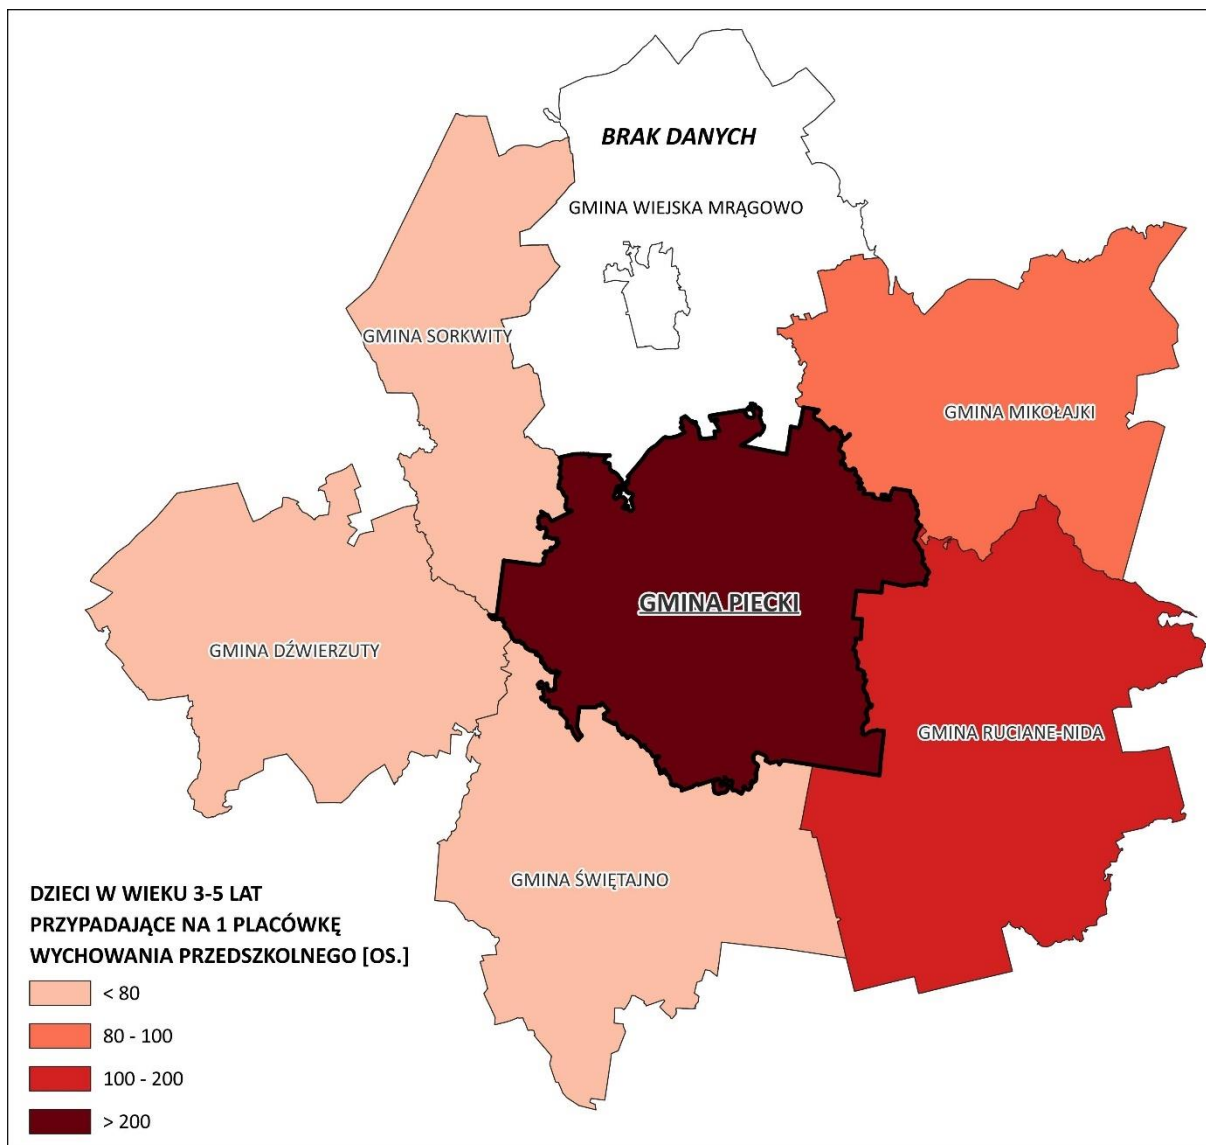 BRAK DANYCH
GMINA WIEJSKA MRĄGOWO
GMINA SORKWITY
GMINA MIKOŁAJKI
GMINA PIECKI
GMINA DŹWIERZUTY
GMINA RUCIANE-NIDA
GMINA ŚWIĘTAJNO
DZIECI W WIEKU 3-5 LAT
PRZYPADAJĄCE NA 1 PLACÓWKĘ
WYCHOWANIA PRZEDSZKOLNEGO [OS.]
< 80
80 - 100
100 - 200
> 200